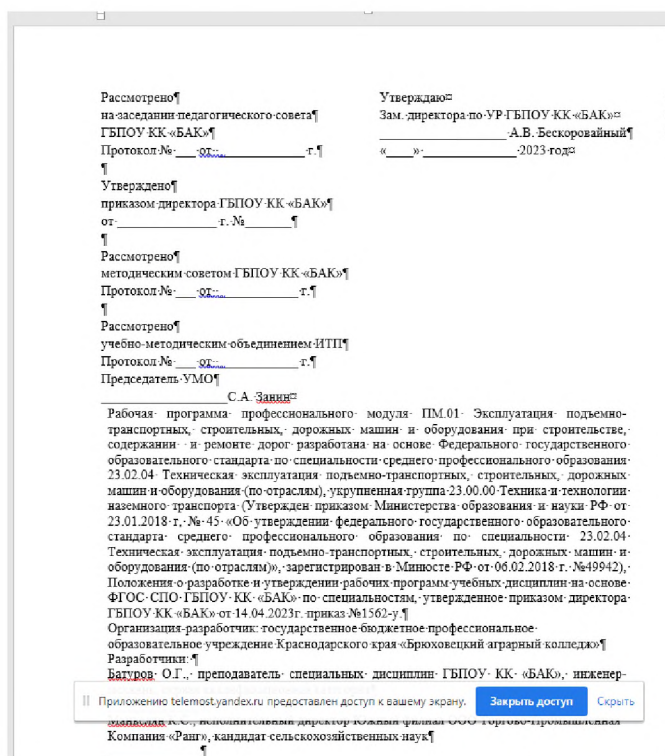 Рассмотрено¶
на·заседании·педагогического·совета¶
ГБПОУ·КК·«БАК»¶
Протокол·№·___·от··_____________·г.¶
¶
Утверждено¶
приказом·директора·ГБПОУ·КК·«БАК»¶
от·________________·г.·№________¶
¶
Рассмотрено¶
методическим·советом·ГБПОУ·КК·«БАК»¶
Протокол·№·___·от··____________·г.¶
¶
Рассмотрено¶
учебно-методическим·объединением·ИТП¶
Протокол·№·___·от··____________·г.¶
Председатель·УМО¶
____________________С.А.·Занин¤
Утверждаю¤
Зам.·директора·по·УР·ГБПОУ·КК·«БАК»¤
____________________·А.В.·Бескоровайный¶
«____»·_______________·2023·год¤
Рабочая· программа· профессионального· модуля· ПМ.01· Эксплуатация· подъемно-
транспортных,· строительных,· дорожных· машин· и· оборудования· при· строительстве,·
содержании· · и· ремонте· дорог· разработана· на· основе· Федерального· государственного·
образовательного·стандарта·по·специальности·среднего·профессионального·образования·
23.02.04· Техническая· эксплуатация· подъемно-транспортных,· строительных,· дорожных·
машин·и·оборудования·(по·отраслям),·укрупненная·группа·23.00.00·Техника·и·технологии·
наземного· транспорта· (Утвержден· приказом· Министерства· образования· и· науки· РФ· от·
23.01.2018·г,·№·45·«Об·утверждении·федерального·государственного·образовательного·
стандарта· среднего· профессионального· образования· по· специальности· 23.02.04·
Техническая· эксплуатация· подъемно-транспортных,· строительных,· дорожных· машин· и·
оборудования·(по·отраслям)»,·зарегистрирован·в·Минюсте·РФ·от·06.02.2018·г.·№49942),·
Положения·о·разработке·и·утверждении·рабочих·программ·учебных·дисциплин·на·основе·
ФГОС·СПО·ГБПОУ·КК·«БАК»·по·специальностям,·утвержденное·приказом·директора·
ГБПОУ·КК·«БАК»·от·14.04.2023г.·приказ·№1562-у.¶
Организация-разработчик:·государственное·бюджетное·профессиональное·
образовательное·учреждение·Краснодарского·края·«Брюховецкий·аграрный·колледж»¶
Разработчики:·¶
Батуров· О.Г.,· преподаватель· специальных· дисциплин· ГБПОУ· КК· «БАК»,· инженер-
Приложению telemost.yandex.ru предоставлен доступ к вашему экрану.
Закрыть доступ
Скрыть
исполнительный·директор·Южный·филиал·ООО·Торгово-Промышленная·
Компания·«Ранг»,·кандидат·сельскохозяйственных·наук¶
¶